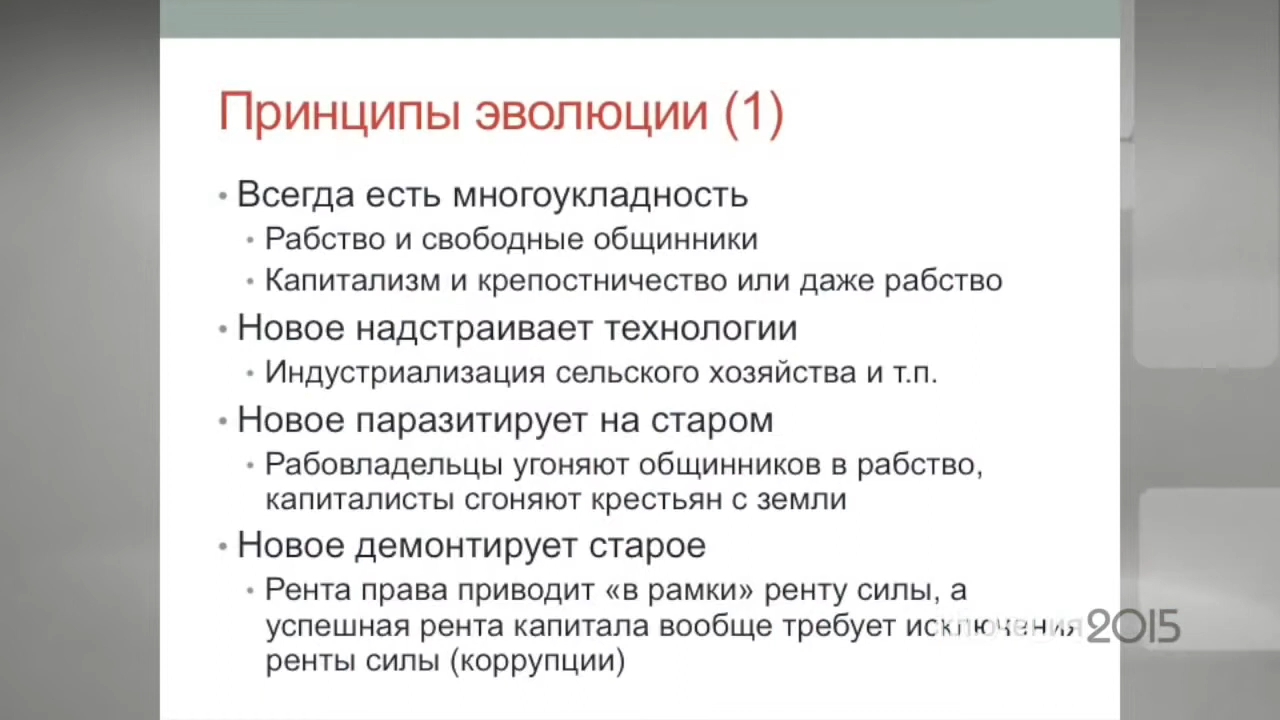 Принципы эволюции (1)
• Всегда есть многоукладность
• Рабство и свободные общинники
• Капитализм и крепостничество или даже рабство
• Новое надстраивает технологии
• Индустриализация сельского хозяйства и т.п.
• Новое паразитирует на старом
• Рабовладельцы угоняют общинников в рабство,
капиталисты сгоняют крестьян с земли
• Новое демонтирует старое
• Рента права приводит «в рамки» ренту силы, а
успешная рента капитала вообще требует исключения
ренты силы (коррупции)
2015